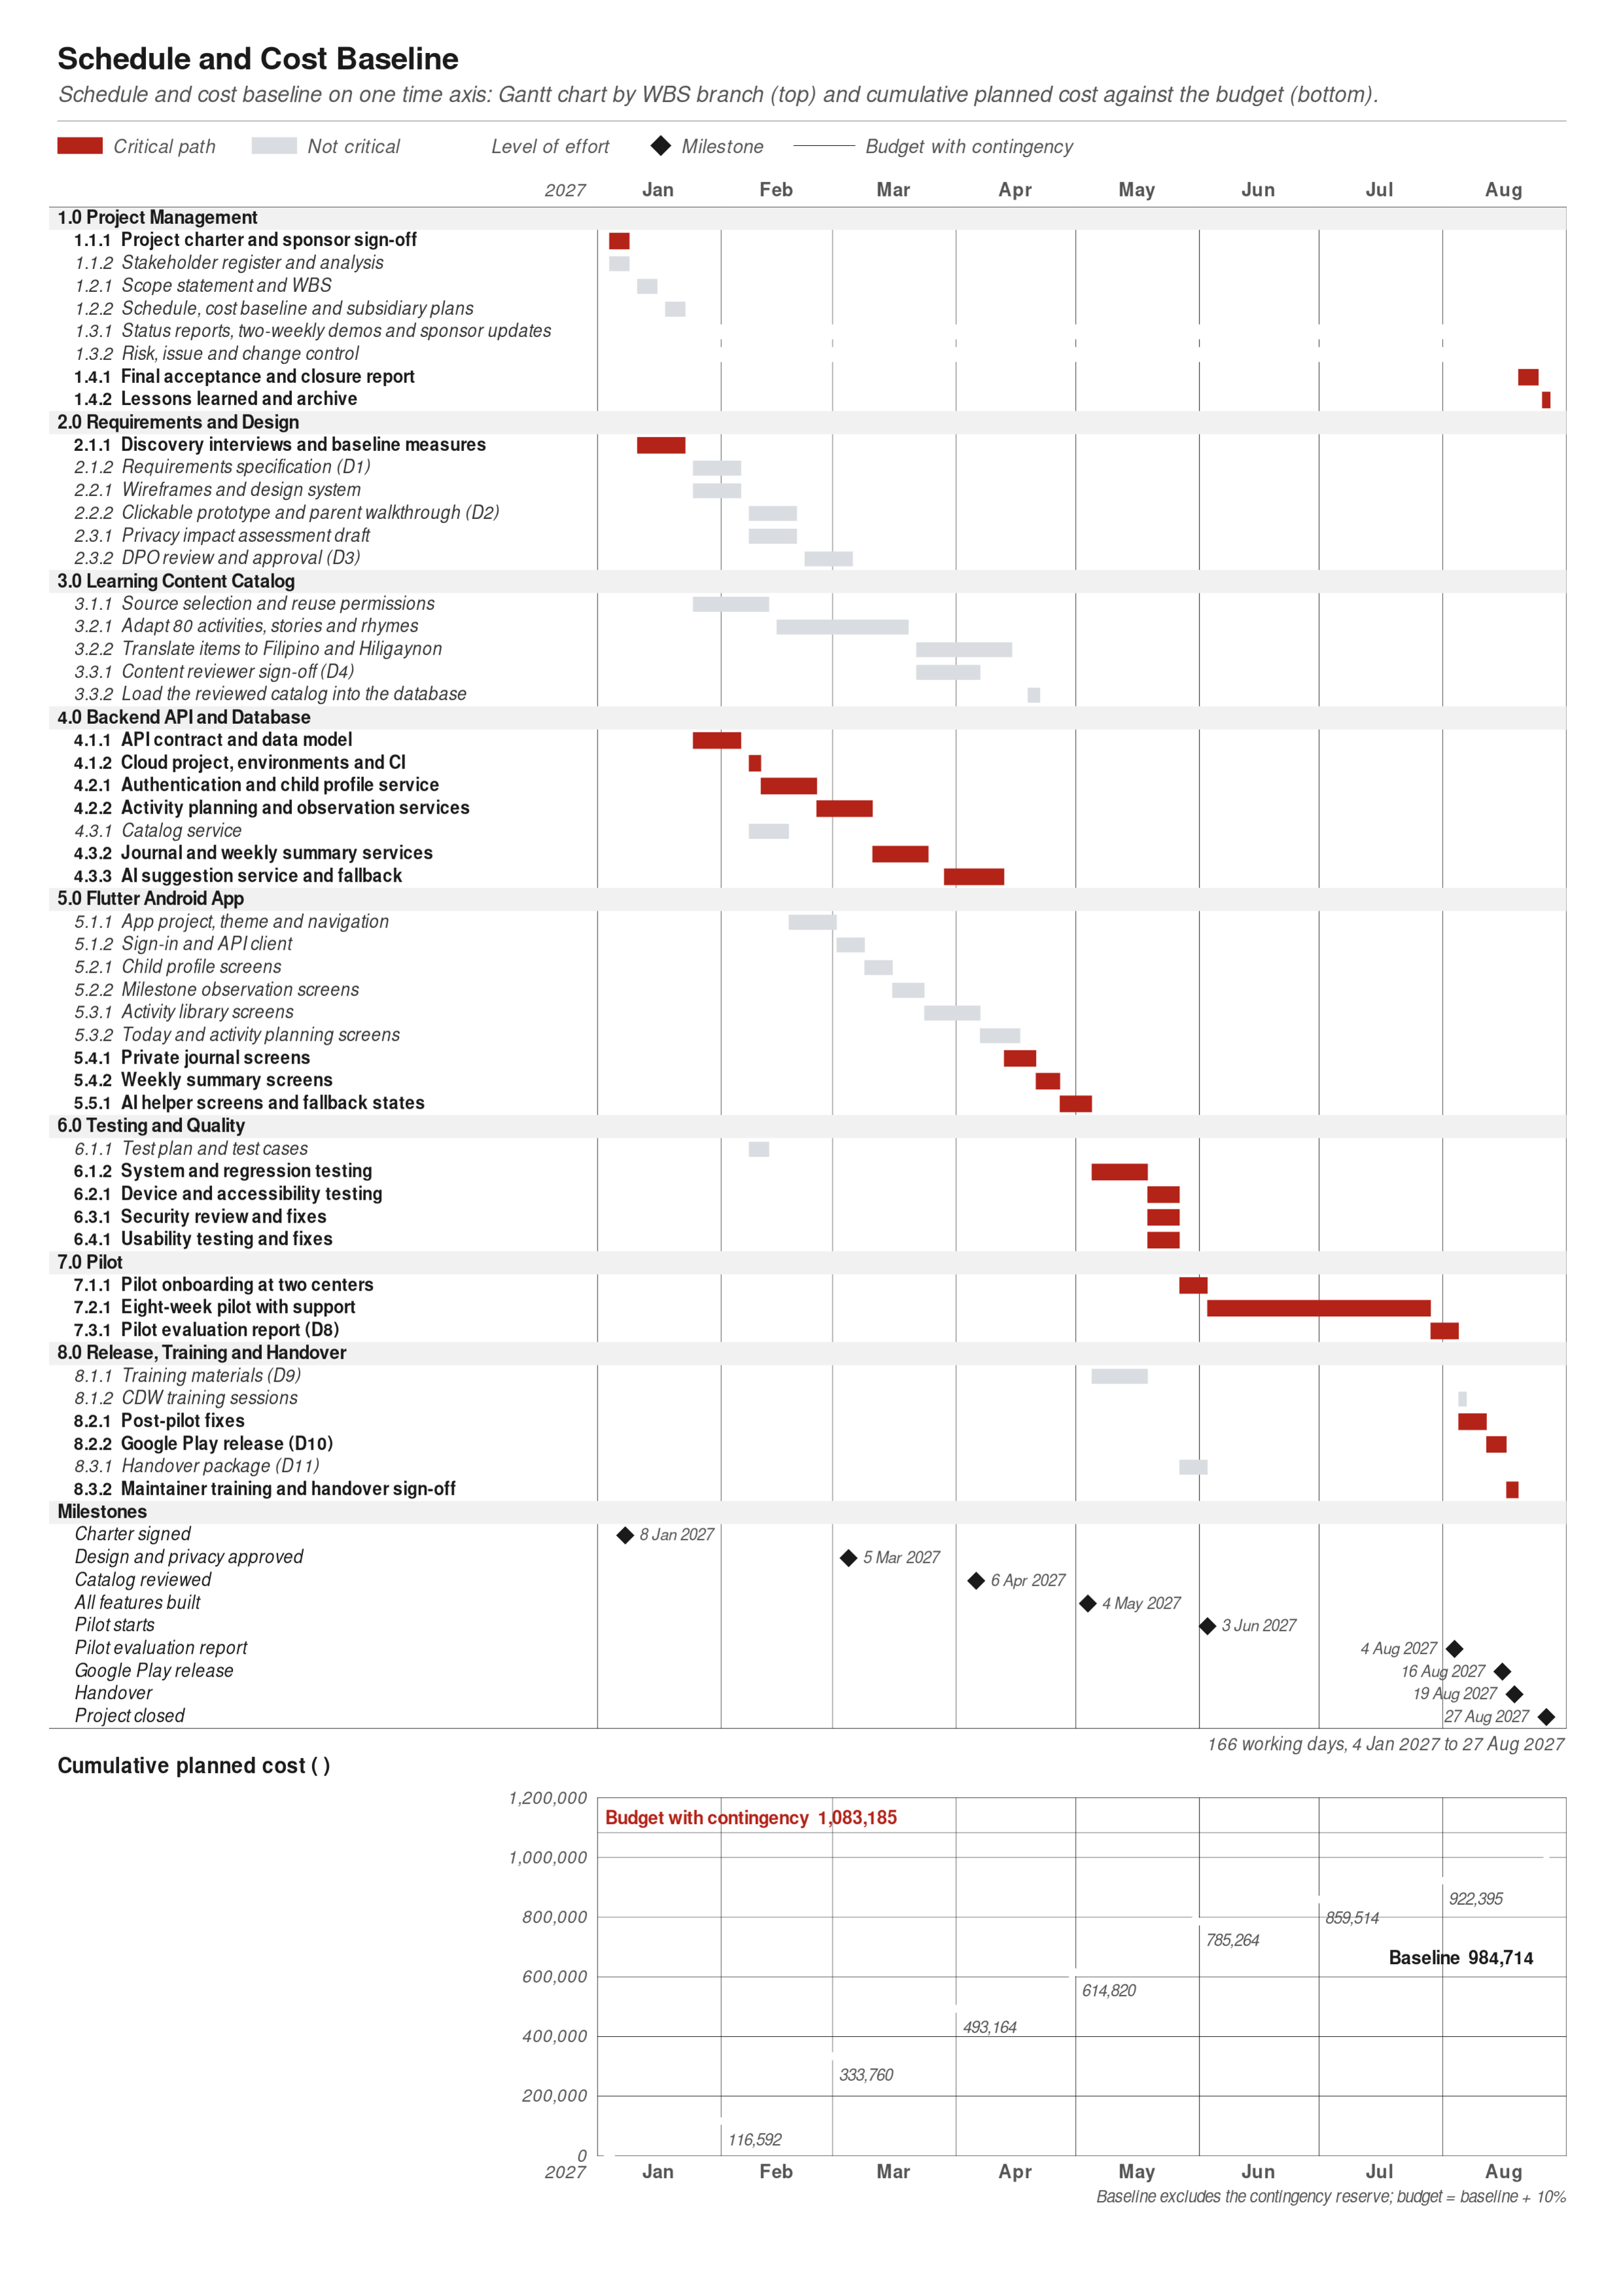 Schedule and Cost Baseline
Schedule and cost baseline on one time axis: Gantt chart by WBS branch (top) and cumulative planned cost against the budget (bottom).
Critical path Not critical Level of effort Milestone Budget with contingency
2027 Jan Feb Mar Apr May Jun Jul Aug
1.0 Project Management
1.1.1 Project charter and sponsor sign-off
1.1.2 Stakeholder register and analysis
1.2.1 Scope statement and WBS
1.2.2 Schedule, cost baseline and subsidiary plans
1.3.1 Status reports, two-weekly demos and sponsor updates
1.3.2 Risk, issue and change control
1.4.1 Final acceptance and closure report
1.4.2 Lessons learned and archive
2.0 Requirements and Design
2.1.1 Discovery interviews and baseline measures
2.1.2 Requirements specification (D1)
2.2.1 Wireframes and design system
2.2.2 Clickable prototype and parent walkthrough (D2)
2.3.1 Privacy impact assessment draft
2.3.2 DPO review and approval (D3)
3.0 Learning Content Catalog
3.1.1 Source selection and reuse permissions
3.2.1 Adapt 80 activities, stories and rhymes
3.2.2 Translate items to Filipino and Hiligaynon
3.3.1 Content reviewer sign-off (D4)
3.3.2 Load the reviewed catalog into the database
4.0 Backend API and Database
4.1.1 API contract and data model
4.1.2 Cloud project, environments and CI
4.2.1 Authentication and child profile service
4.2.2 Activity planning and observation services
4.3.1 Catalog service
4.3.2 Journal and weekly summary services
4.3.3 AI suggestion service and fallback
5.0 Flutter Android App
5.1.1 App project, theme and navigation
5.1.2 Sign-in and API client
5.2.1 Child profile screens
5.2.2 Milestone observation screens
5.3.1 Activity library screens
5.3.2 Today and activity planning screens
5.4.1 Private journal screens
5.4.2 Weekly summary screens
5.5.1 AI helper screens and fallback states
6.0 Testing and Quality
6.1.1 Test plan and test cases
6.1.2 System and regression testing
6.2.1 Device and accessibility testing
6.3.1 Security review and fixes
6.4.1 Usability testing and fixes
7.0 Pilot
7.1.1 Pilot onboarding at two centers
7.2.1 Eight-week pilot with support
7.3.1 Pilot evaluation report (D8)
8.0 Release, Training and Handover
8.1.1 Training materials (D9)
8.1.2 CDW training sessions
8.2.1 Post-pilot fixes
8.2.2 Google Play release (D10)
8.3.1 Handover package (D11)
8.3.2 Maintainer training and handover sign-off
Milestones
Charter signed 8 Jan 2027
Design and privacy approved 5 Mar 2027
Catalog reviewed 6 Apr 2027
All features built 4 May 2027
Pilot starts 3 Jun 2027
Pilot evaluation report 4 Aug 2027
Google Play release 16 Aug 2027
Handover 19 Aug 2027
Project closed 27 Aug 2027
166 working days, 4 Jan 2027 to 27 Aug 2027
Cumulative planned cost ( )
1,200,000
Budget with contingency 1,083,185
1,000,000
922,395
800,000
859,514
785,264
Baseline 984,714
600,000
614,820
493,164
400,000
333,760
200,000
116,592
0
2027 Jan Feb Mar Apr May Jun Jul Aug
Baseline excludes the contingency reserve; budget = baseline + 10%